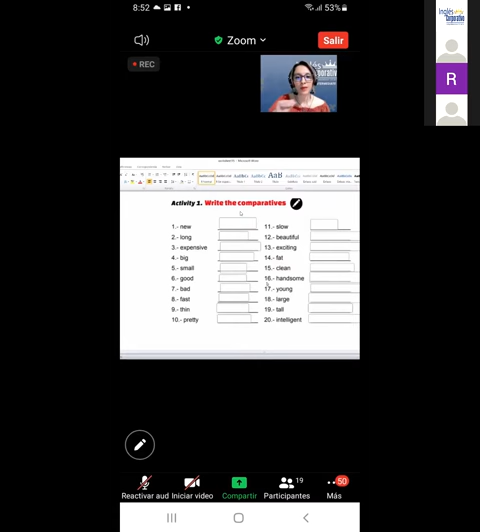 8:52
53%
Zoom
Salir
REC
Inglés
Corporativo
R
Activity 1. Write the comparatives
1.- new
2.- long
3.- expensive
4.- big
5.- small
6.- good
7.- bad
8.- fast
9.- thin
10.- pretty
11.- slow
12.- beautiful
13.- exciting
14.- fat
15.- clean
16.- handsome
17.- young
18.- large
19.- tall
20.- intelligent
Reactivar aud
Iniciar video
Compartir
19
Participantes
50
Más